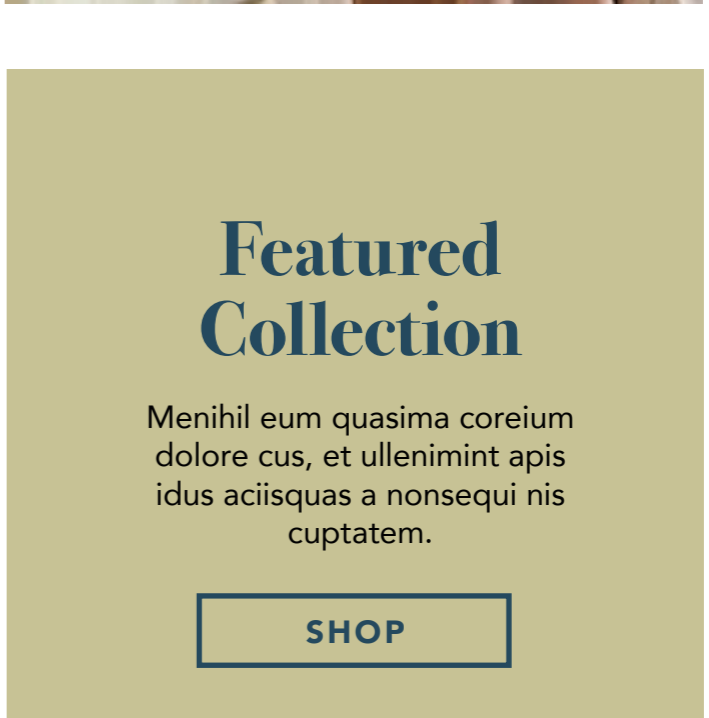 Featured
Collection
Menihil eum quasima coreium
dolore cus, et ullenimint apis
idus aciisquas a nonsequi nis
cuptatem.
SHOP